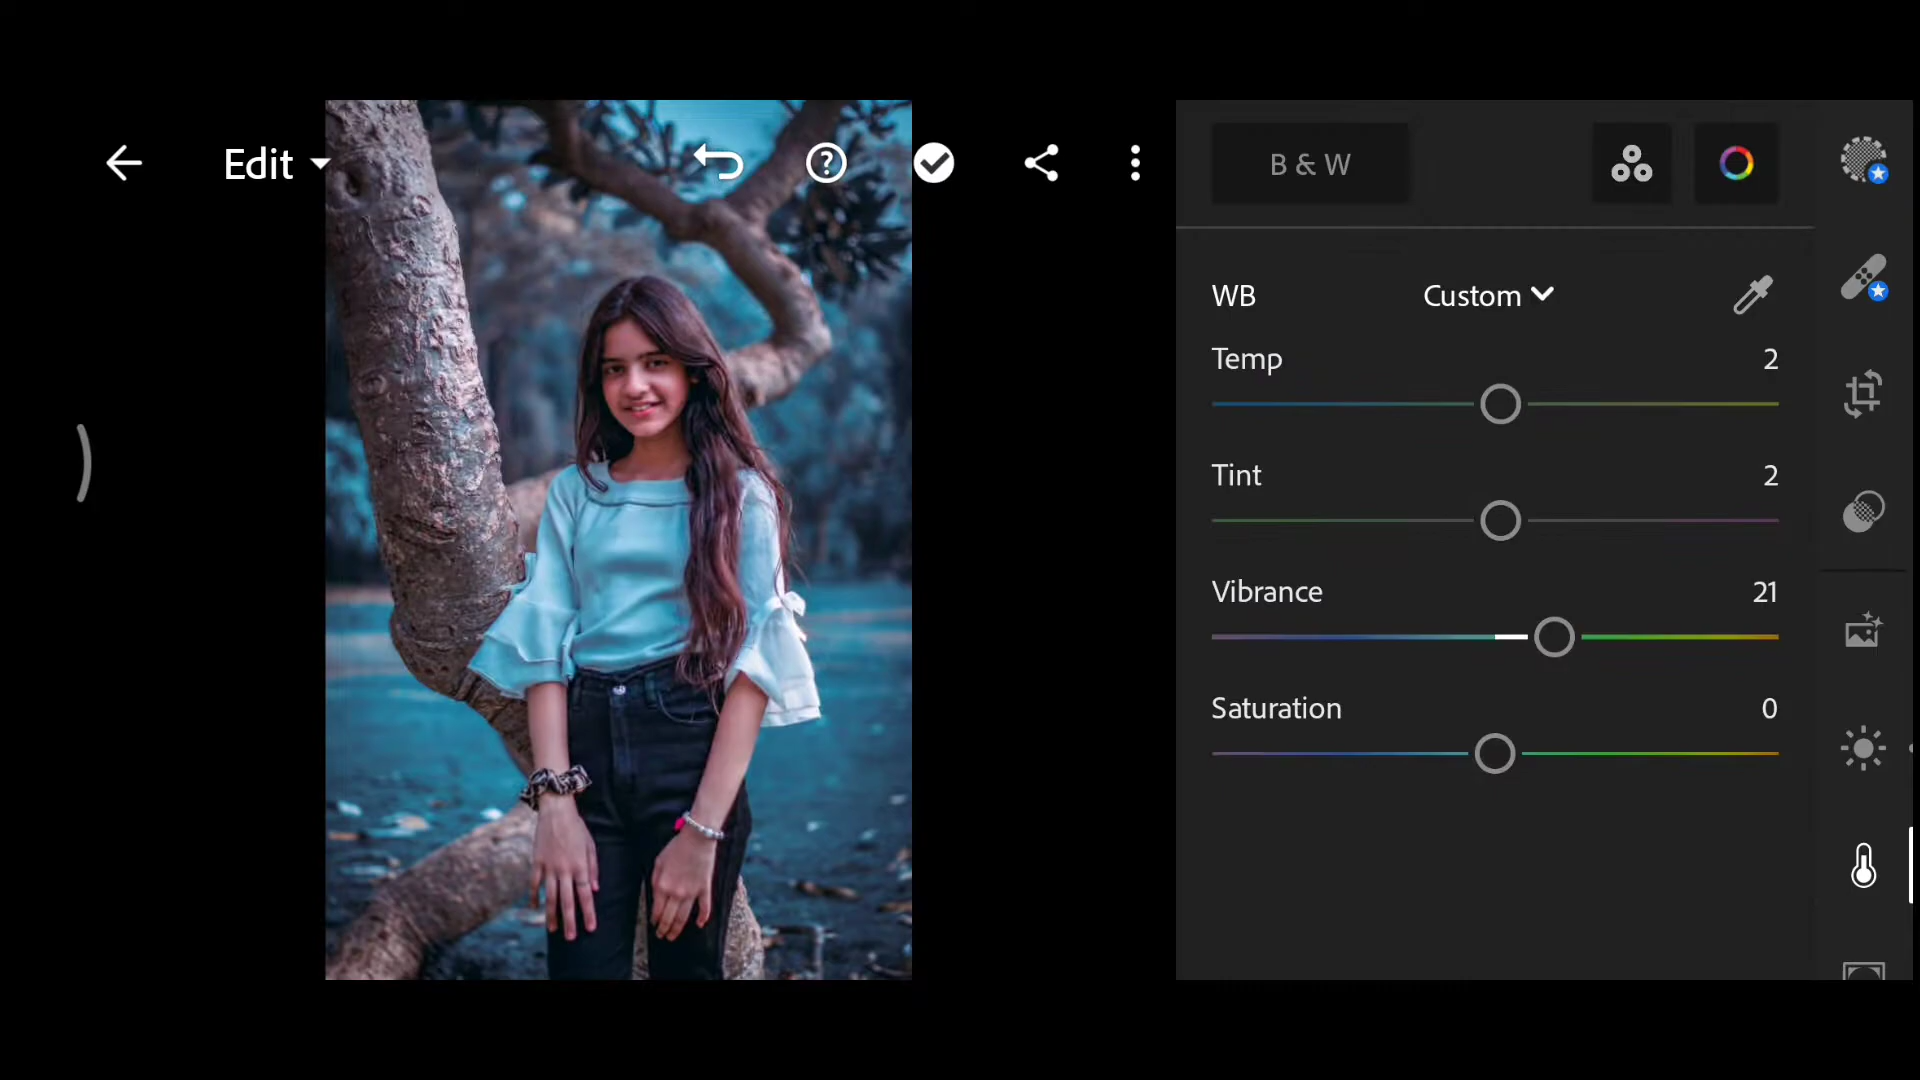 Edit
B & W
WB Custom
Temp 2
Tint 2
Vibrance 21
Saturation 0